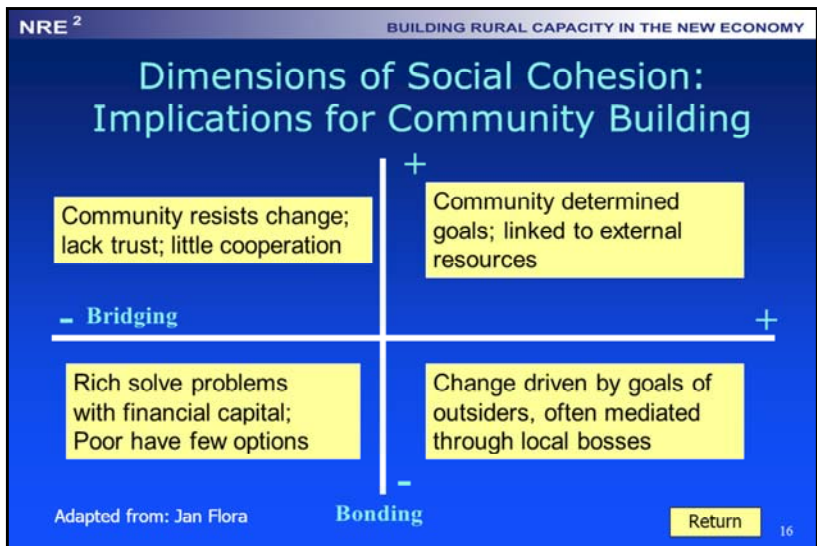 NRE ²
BUILDING RURAL CAPACITY IN THE NEW ECONOMY
Dimensions of Social Cohesion:
Implications for Community Building
+
Community resists change;
lack trust; little cooperation
Community determined
goals; linked to external
resources
- Bridging
+
Rich solve problems
with financial capital;
Poor have few options
Change driven by goals of
outsiders, often mediated
through local bosses
-
Bonding
Adapted from: Jan Flora
Return
16